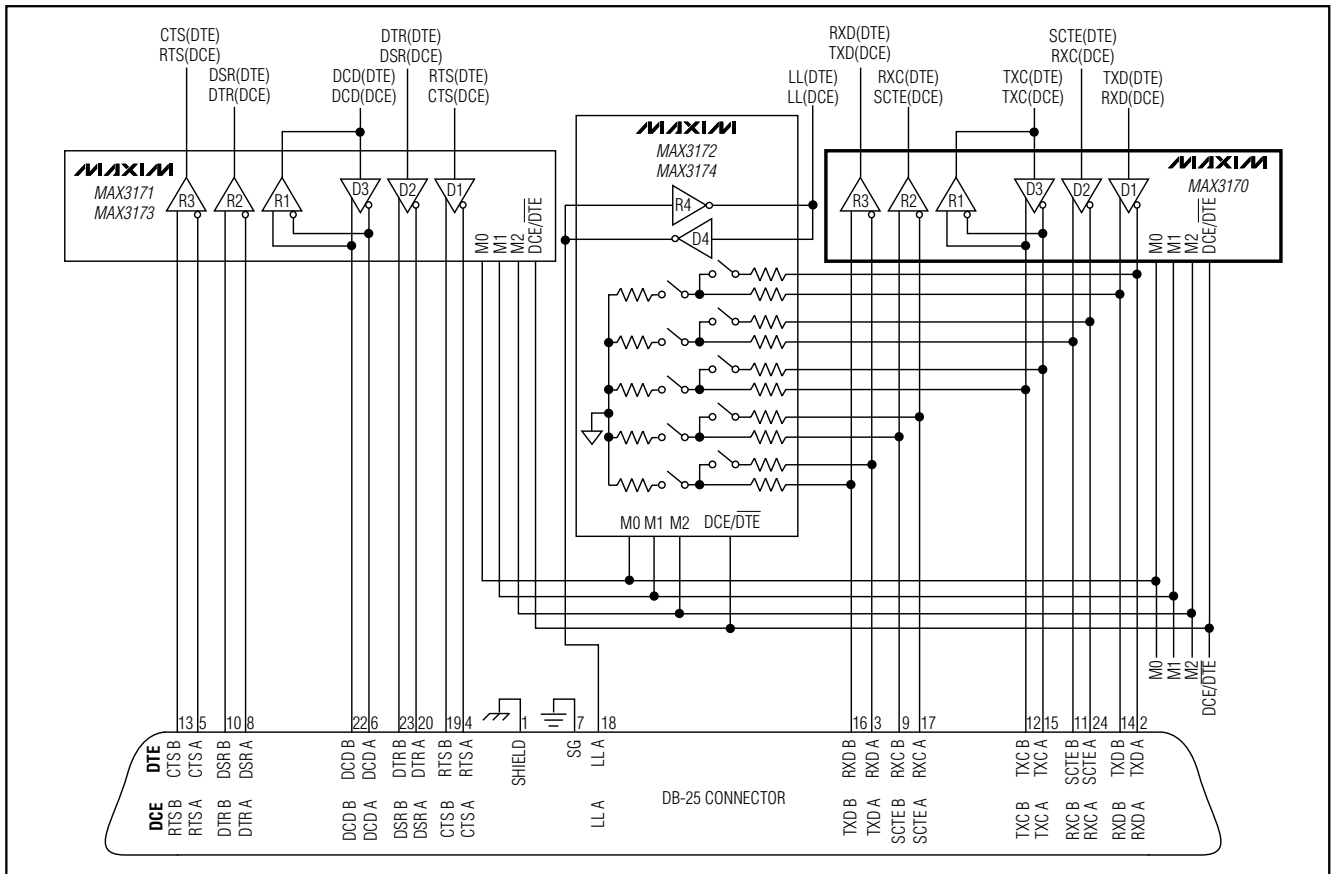 CTS(DTE)
RTS(DCE)
DSR(DTE)
DTR(DCE)
DCD(DTE)
DCD(DCE)
DTR(DTE)
DSR(DCE)
RTS(DTE)
CTS(DCE)
LL(DTE)
LL(DCE)
RXD(DTE)
TXD(DCE)
RXC(DTE)
SCTE(DCE)
TXC(DTE)
TXC(DCE)
SCTE(DTE)
RXC(DCE)
TXD(DTE)
RXD(DCE)
MAXIM
MAX3171
MAX3173
R3
R2
R1
D3
D2
D1
M0
M1
M2
DCE/DTE
MAXIM
MAX3172
MAX3174
R4
D4
M0 M1 M2 DCE/DTE
MAXIM
MAX3170
R3
R2
R1
D3
D2
D1
M0
M1
M2
DCE/DTE
M0
M1
M2
DCE/DTE
13 5 10 8 22 6 23 20 19 4 1 7 18 16 3 9 17 12 15 11 24 14 2
DTE
CTS B
CTS A
DSR B
DSR A
DCD B
DCD A
DTR B
DTR A
RTS B
RTS A
SHIELD
SG
LL A
RXD B
RXD A
RXC B
RXC A
TXC B
TXC A
SCTE B
SCTE A
TXD B
TXD A
DB-25 CONNECTOR
DCE
RTS B
RTS A
DTR B
DTR A
DCD B
DCD A
DSR B
DSR A
CTS B
CTS A
LL A
TXD B
TXD A
SCTE B
SCTE A
TXC B
TXC A
RXC B
RXC A
RXD B
RXD A